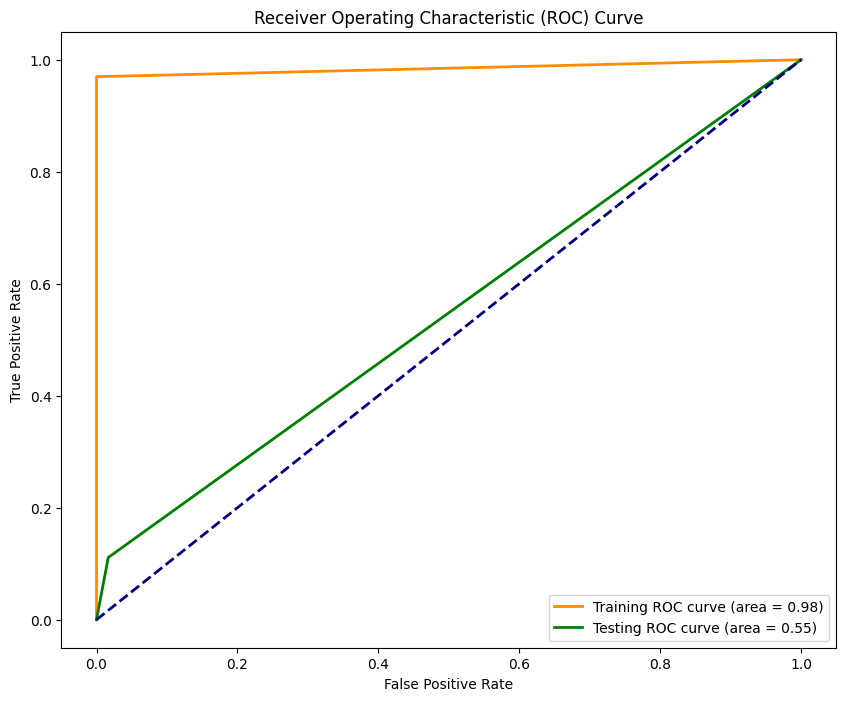 Receiver Operating Characteristic (ROC) Curve
1.0
0.8
0.6
0.4
0.2
0.0
True Positive Rate
Training ROC curve (area = 0.98)
Testing ROC curve (area = 0.55)
0.0 0.2 0.4 0.6 0.8 1.0
False Positive Rate